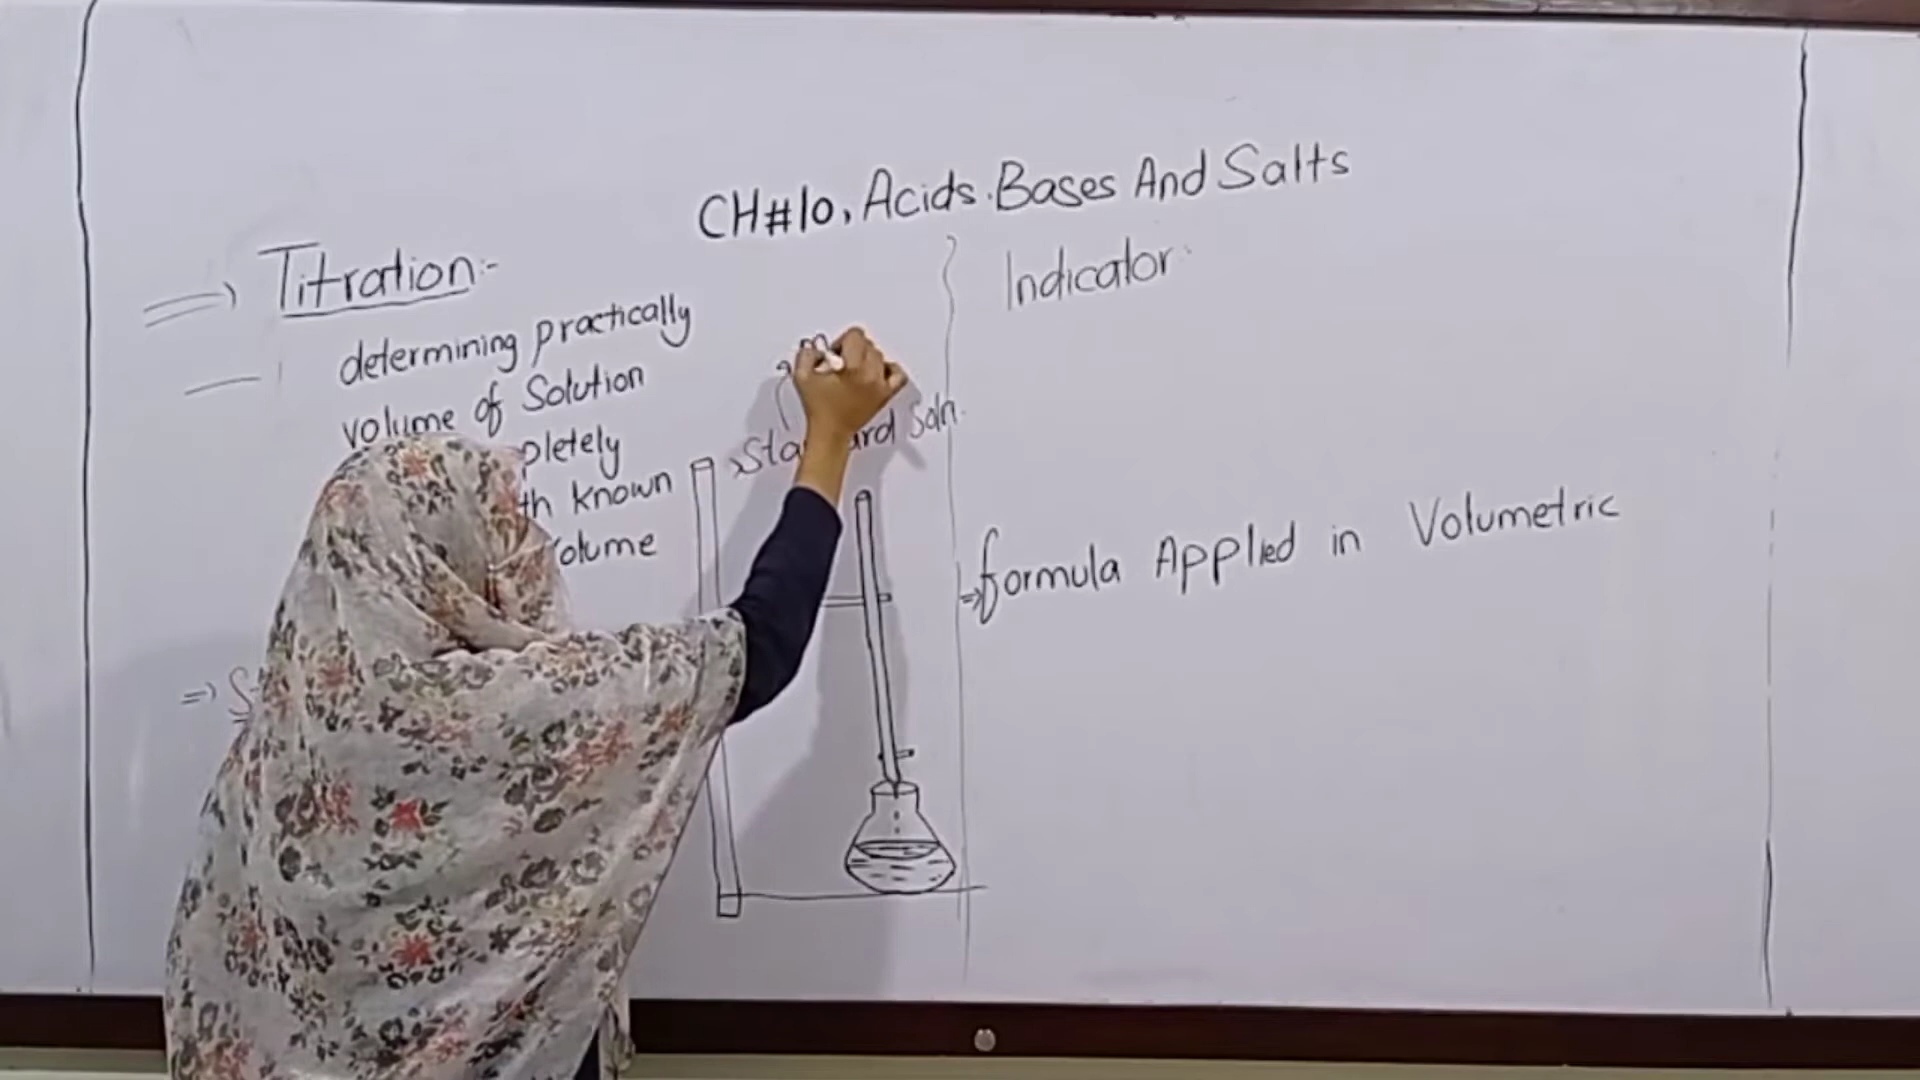 CH#10, Acids. Bases And Salts
Titration:-
determining practically
volume of Solution
pletely
th known
volume
Standard Soln.
Indicator
formula Applied in Volumetric